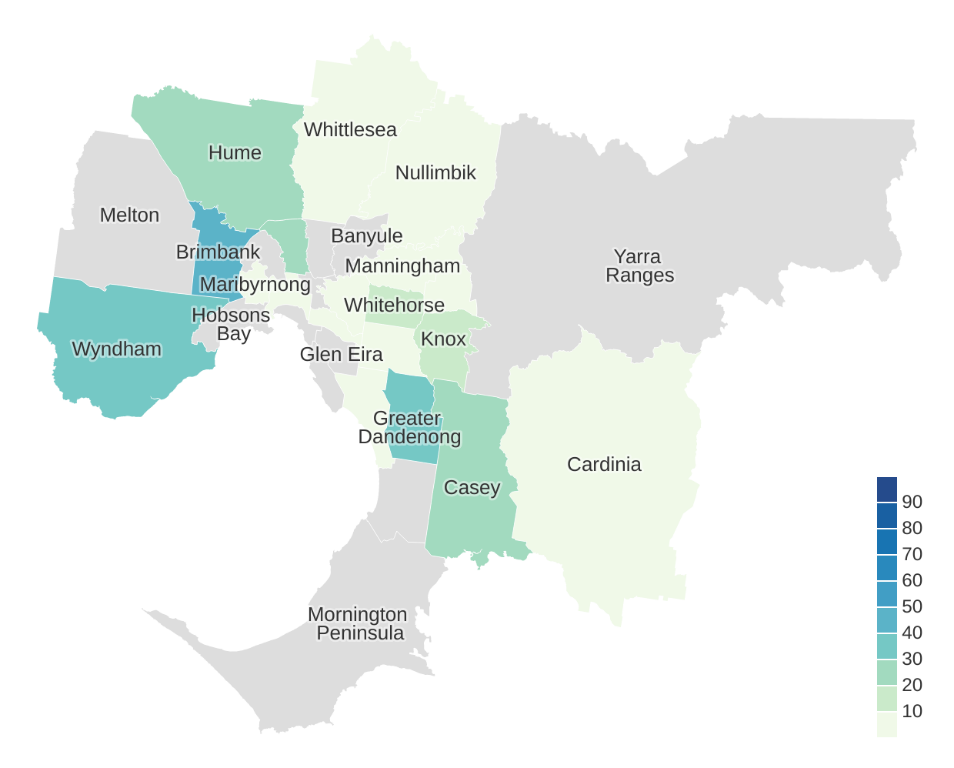 Whittlesea
Hume
Nullimbik
Melton
Banyule
Brimbank
Yarra
Ranges
Manningham
Maribyrnong
Whitehorse
Hobsons
Bay
Knox
Wyndham
Glen Eira
Greater
Dandenong
Cardinia
Casey
Mornington
Peninsula
90
80
70
60
50
40
30
20
10